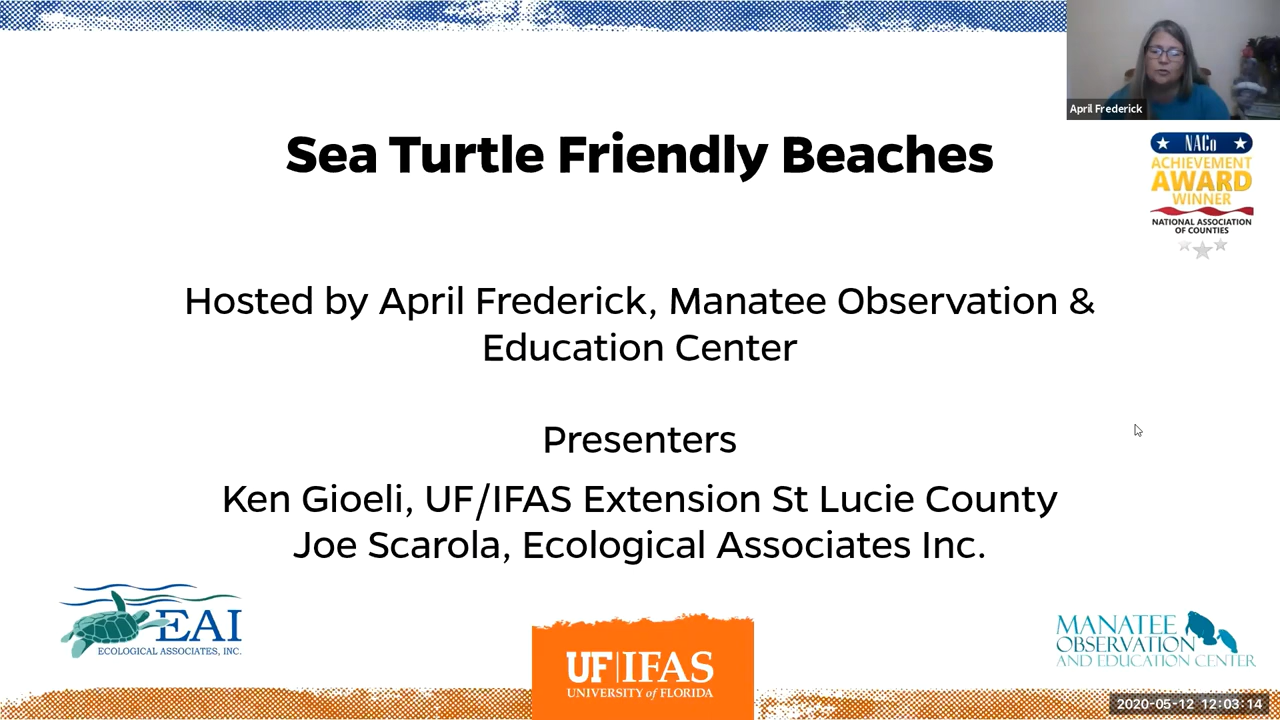 April Frederick
Sea Turtle Friendly Beaches
NACo
ACHIEVEMENT
AWARD
WINNER
NATIONAL ASSOCIATION
OF COUNTIES
Hosted by April Frederick, Manatee Observation &
Education Center
Presenters
Ken Gioeli, UF/IFAS Extension St Lucie County
Joe Scarola, Ecological Associates Inc.
EAI
ECOLOGICAL ASSOCIATES, INC.
UF|IFAS
UNIVERSITY of FLORIDA
MANATEE
OBSERVATION
AND EDUCATION CENTER
2020-05-12 12:03:14